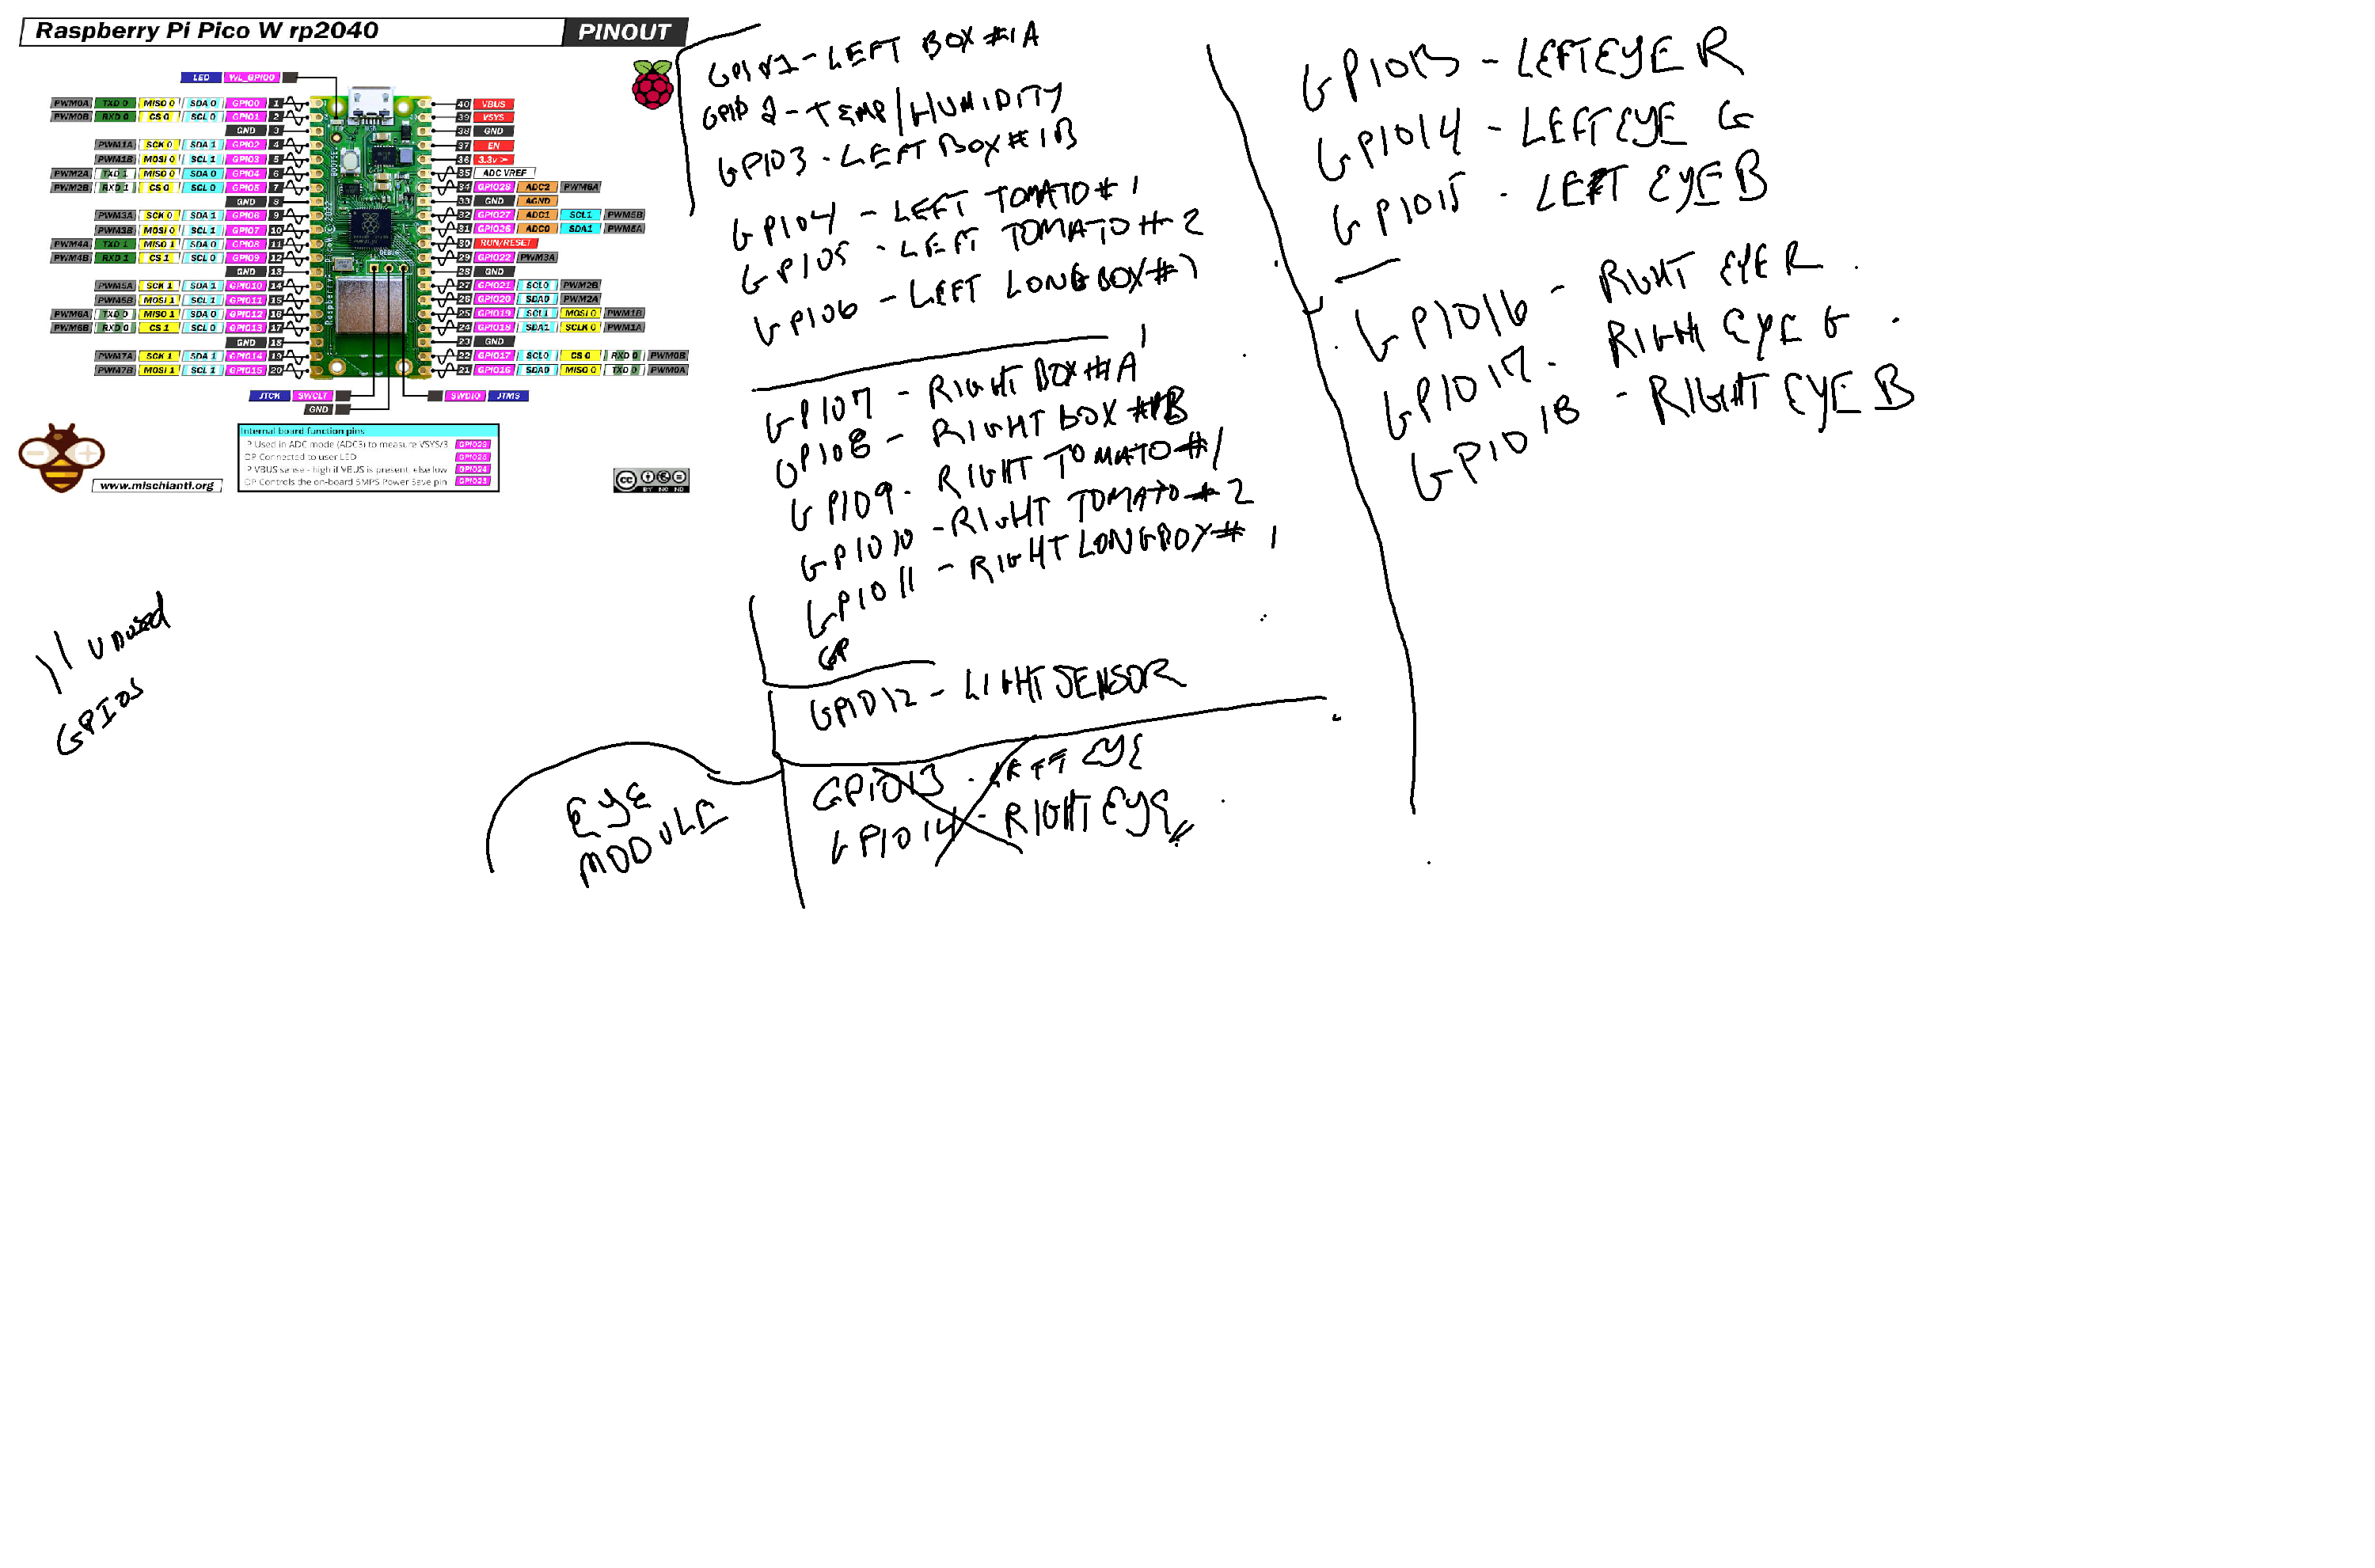 Raspberry Pi Pico W rp2040
PINOUT
LED WL_GPIO0
PWM0A TXD 0 MISO 0 SDA 0 GPIO0 1
PWM0B RXD 0 CS 0 SCL 0 GPIO1 2
GND 3
PWM1A SCK 0 SDA 1 GPIO2 4
PWM1B MOSI 0 SCL 1 GPIO3 5
PWM2A TXD 1 MISO 0 SDA 0 GPIO4 6
PWM2B RXD 1 CS 0 SCL 0 GPIO5 7
GND 8
PWM3A SCK 0 SDA 1 GPIO6 9
PWM3B MOSI 0 SCL 1 GPIO7 10
PWM4A TXD 1 MISO 1 SDA 0 GPIO8 11
PWM4B RXD 1 CS 1 SCL 0 GPIO9 12
GND 13
PWM5A SCK 1 SDA 1 GPIO10 14
PWM5B MOSI 1 SCL 1 GPIO11 15
PWM6A TXD 0 MISO 1 SDA 0 GPIO12 16
PWM6B RXD 0 CS 1 SCL 0 GPIO13 17
GND 18
PWM7A SCK 1 SDA 1 GPIO14 19
PWM7B MOSI 1 SCL 1 GPIO15 20
40 VBUS
39 VSYS
38 GND
37 EN
36 3.3v >
35 ADC VREF
34 GPIO28 ADC2 PWM6A
33 GND AGND
32 GPIO27 ADC1 SCL1 PWM5B
31 GPIO26 ADC0 SDA1 PWM5A
30 RUN/RESET
29 GPIO22 PWM3A
28 GND
27 GPIO21 SCL0 PWM2B
26 GPIO20 SDA0 PWM2A
25 GPIO19 SCL1 MOSI 0 PWM1B
24 GPIO18 SDA1 SCLK 0 PWM1A
23 GND
22 GPIO17 SCL0 CS 0 RXD 0 PWM0B
21 GPIO16 SDA0 MISO 0 TXD 0 PWM0A
JTCK SWCLT
GND
SWDIO JTMS
Internal board function pins
IP Used in ADC mode (ADC3) to measure VSYS/3 GPIO29
OP Connected to user LED GPIO25
IP VBUS sense - high if VBUS is present, else low GPIO24
OP Controls the on-board SMPS Power Save pin GPIO23
www.mischianti.org
CC BY NC ND
GPIO1 - LEFT BOX #1A
GPIO 2 - TEMP/HUMIDITY
GPIO3 - LEFT BOX #1B
GPIO4 - LEFT TOMATO #1
GPIO5 - LEFT TOMATO #2
GPIO6 - LEFT LONGBOX #1
GPIO7 - RIGHT BOX #1A
GPIO8 - RIGHT BOX #1B
GPIO9 - RIGHT TOMATO #1
GPIO10 - RIGHT TOMATO #2
GPIO11 - RIGHT LONGBOX #1
GP
GPIO12 - LIGHT SENSOR
GPIO13 - LEFT EYE
GPIO14 - RIGHT EYE
EYE
MODULE
11 unused
GPIOs
GPIO13 - LEFT EYE R
GPIO14 - LEFT EYE G
GPIO15 - LEFT EYE B
GPIO16 - RIGHT EYE R
GPIO17 - RIGHT EYE G
GPIO18 - RIGHT EYE B